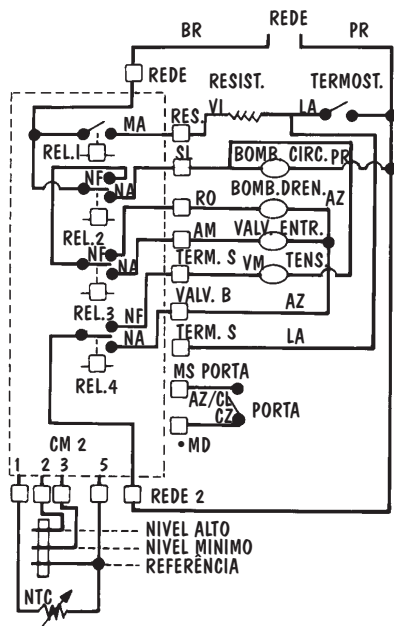 REDE
BR
PR
REDE
RESIST.
TERMOST.
VI
LA
RES.
MA
REL.1
SL
BOMB. CIRC.
PR
NF
NA
BOMB.DREN.
RO
AZ
REL.2
AM
VALV. ENTR.
NF
NA
TERM. S
VM
TENS.
REL.3
VALV. B
AZ
NF
NA
TERM. S
LA
REL.4
MS PORTA
AZ/CL
CZ
PORTA
•MD
CM 2
1
2
3
5
REDE 2
NIVEL ALTO
NIVEL MINIMO
REFERÊNCIA
NTC